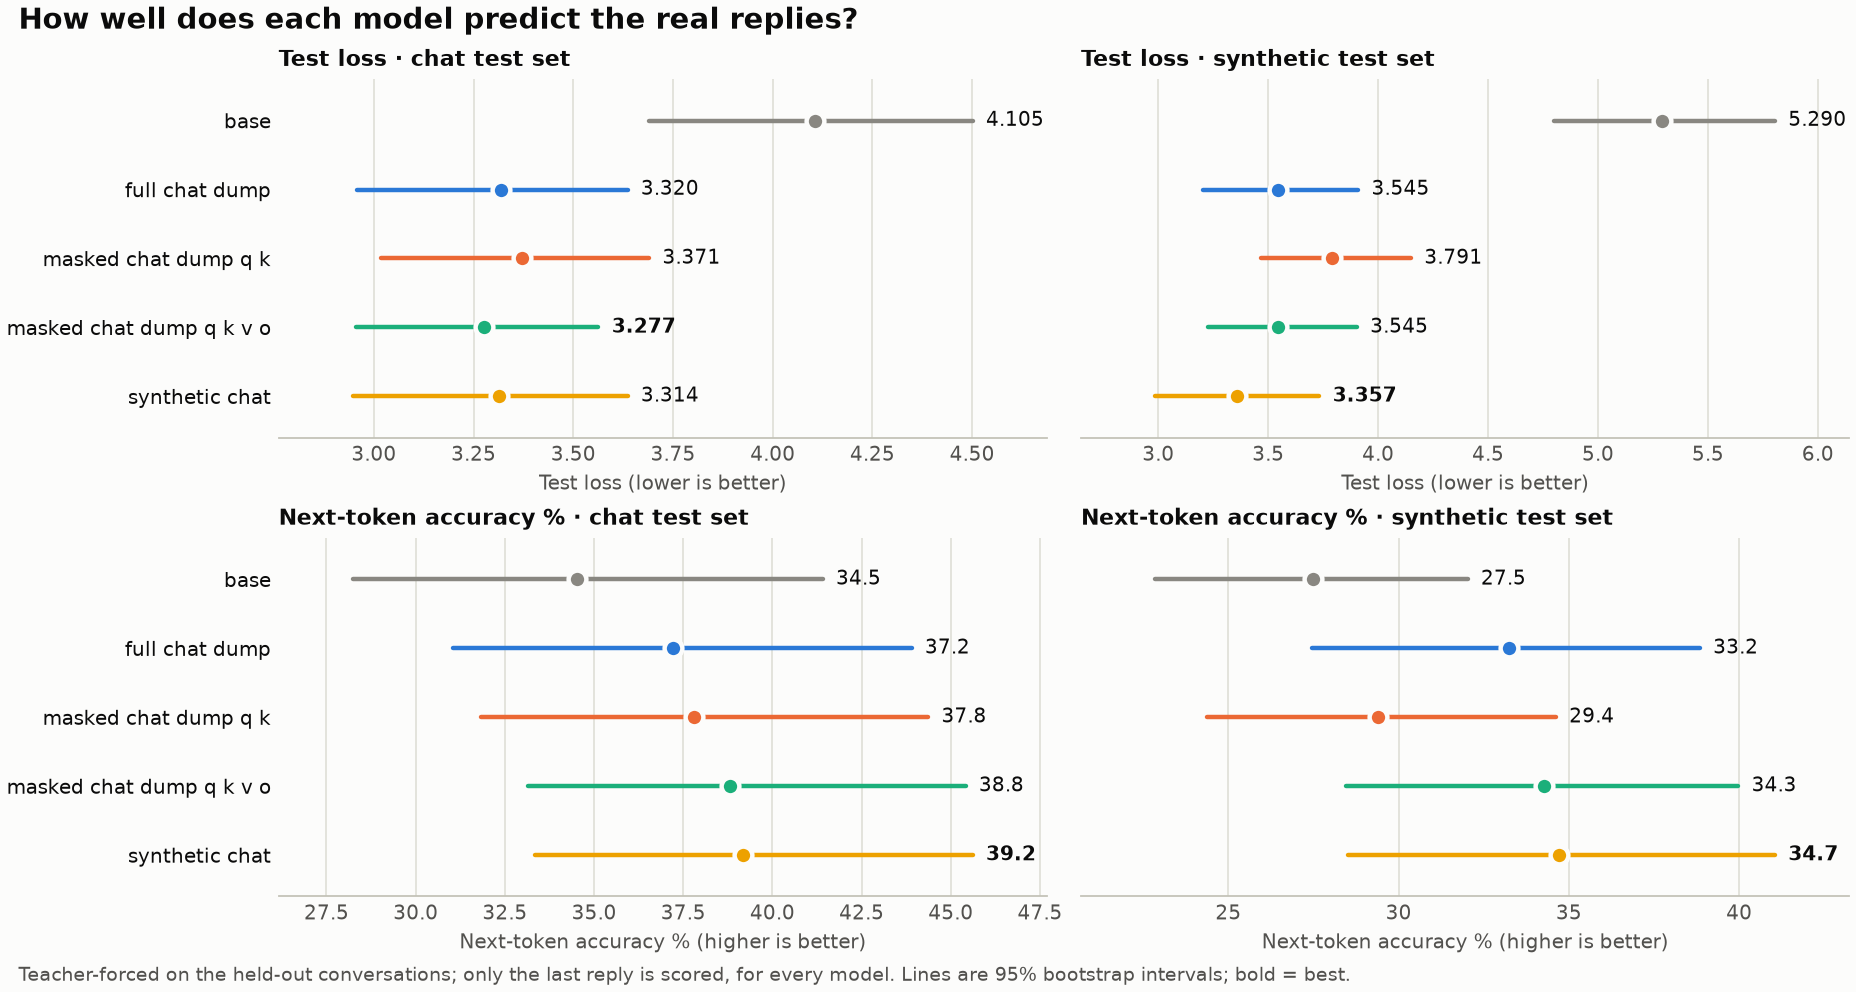 How well does each model predict the real replies?
Test loss · chat test set
base
4.105
full chat dump
3.320
masked chat dump q k
3.371
masked chat dump q k v o
3.277
synthetic chat
3.314
3.00 3.25 3.50 3.75 4.00 4.25 4.50
Test loss (lower is better)
Test loss · synthetic test set
5.290
3.545
3.791
3.545
3.357
3.0 3.5 4.0 4.5 5.0 5.5 6.0
Test loss (lower is better)
Next-token accuracy % · chat test set
base
34.5
full chat dump
37.2
masked chat dump q k
37.8
masked chat dump q k v o
38.8
synthetic chat
39.2
27.5 30.0 32.5 35.0 37.5 40.0 42.5 45.0 47.5
Next-token accuracy % (higher is better)
Next-token accuracy % · synthetic test set
27.5
33.2
29.4
34.3
34.7
25 30 35 40
Next-token accuracy % (higher is better)
Teacher-forced on the held-out conversations; only the last reply is scored, for every model. Lines are 95% bootstrap intervals; bold = best.